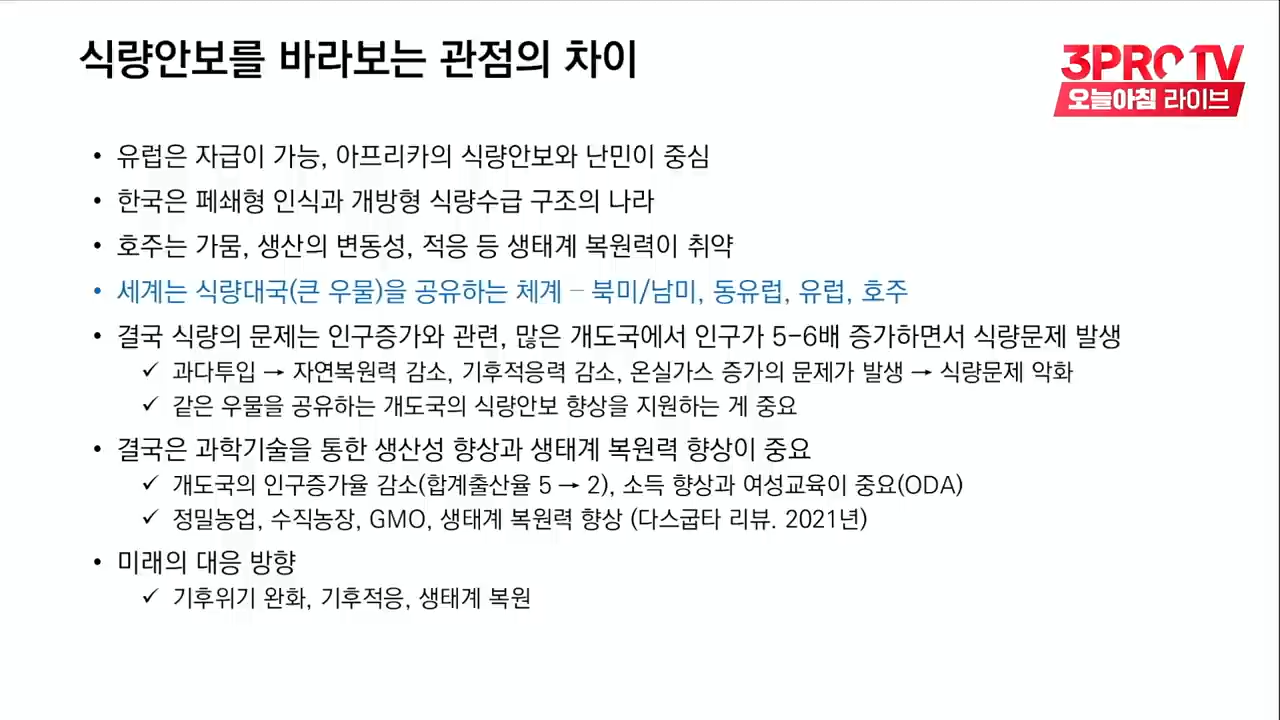 식량안보를 바라보는 관점의 차이
3PRO TV
오늘아침 라이브
• 유럽은 자급이 가능, 아프리카의 식량안보와 난민이 중심
• 한국은 폐쇄형 인식과 개방형 식량수급 구조의 나라
• 호주는 가뭄, 생산의 변동성, 적응 등 생태계 복원력이 취약
• 세계는 식량대국(큰 우물)을 공유하는 체계 – 북미/남미, 동유럽, 유럽, 호주
• 결국 식량의 문제는 인구증가와 관련, 많은 개도국에서 인구가 5-6배 증가하면서 식량문제 발생
✓ 과다투입 → 자연복원력 감소, 기후적응력 감소, 온실가스 증가의 문제가 발생 → 식량문제 악화
✓ 같은 우물을 공유하는 개도국의 식량안보 향상을 지원하는 게 중요
• 결국은 과학기술을 통한 생산성 향상과 생태계 복원력 향상이 중요
✓ 개도국의 인구증가율 감소(합계출산율 5 → 2), 소득 향상과 여성교육이 중요(ODA)
✓ 정밀농업, 수직농장, GMO, 생태계 복원력 향상 (다스굽타 리뷰. 2021년)
• 미래의 대응 방향
✓ 기후위기 완화, 기후적응, 생태계 복원